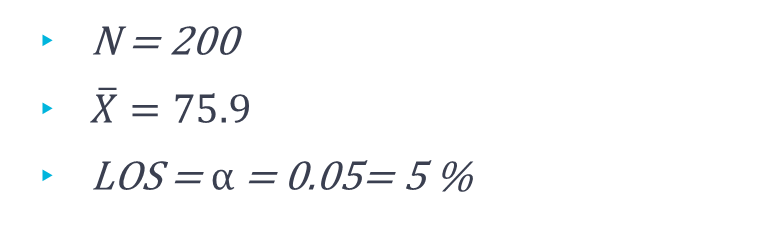 N = 200
X̄ = 75.9
LOS = α = 0.05= 5 %